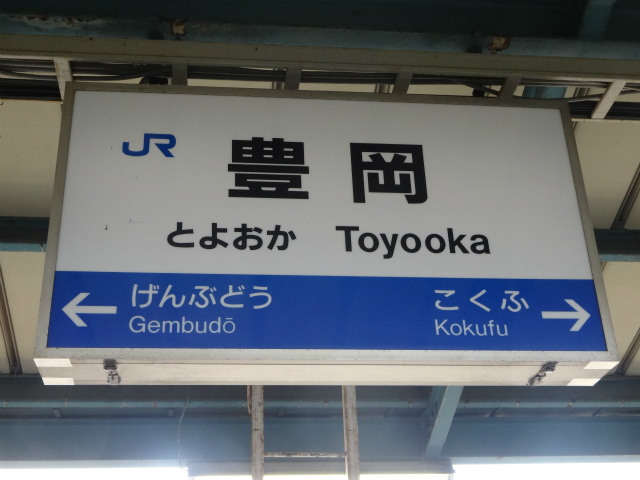 JR 豊岡
とよおか Toyooka
← げんぶどう こくふ →
Gembudō Kokufu